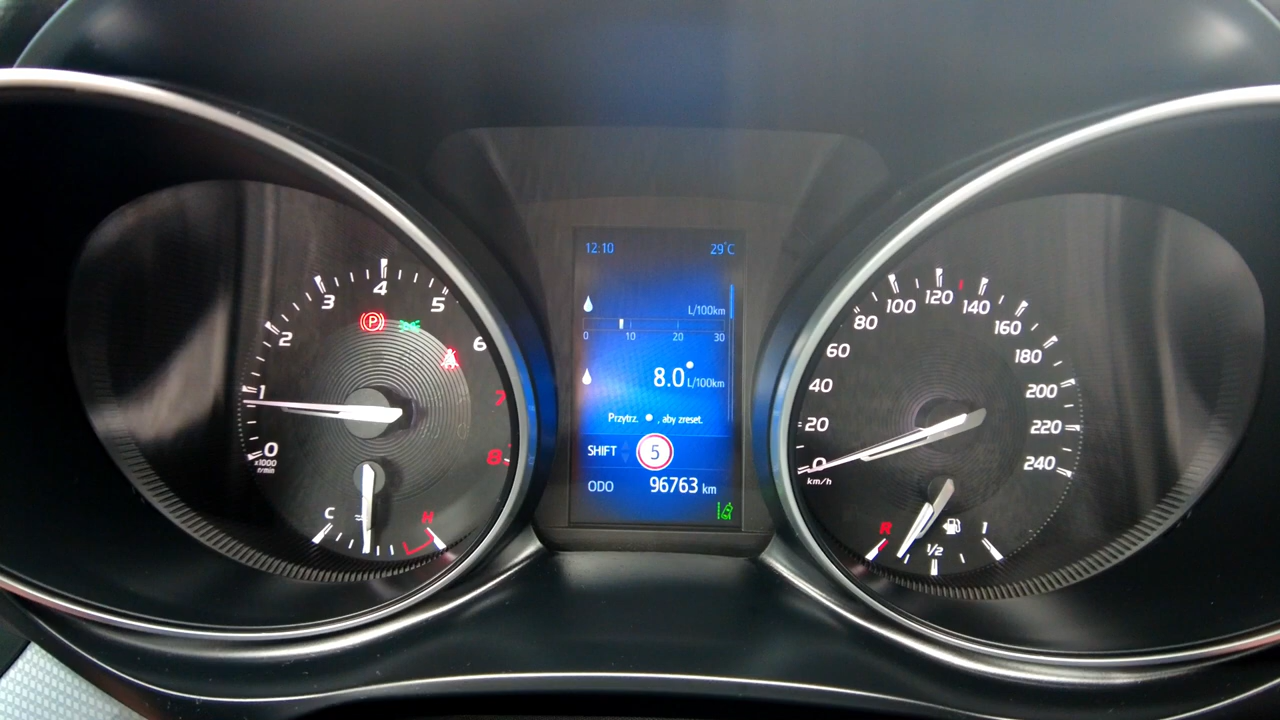 0
1
2
3
4
5
6
7
8
x1000
r/min
P
C
H
12:10
29°C
L/100km
0 10 20 30
8.0 L/100km
Przytrz. , aby zreset.
SHIFT 5
ODO 96763 km
0
20
40
60
80
100
120
140
160
180
200
220
240
km/h
R
1/2
1